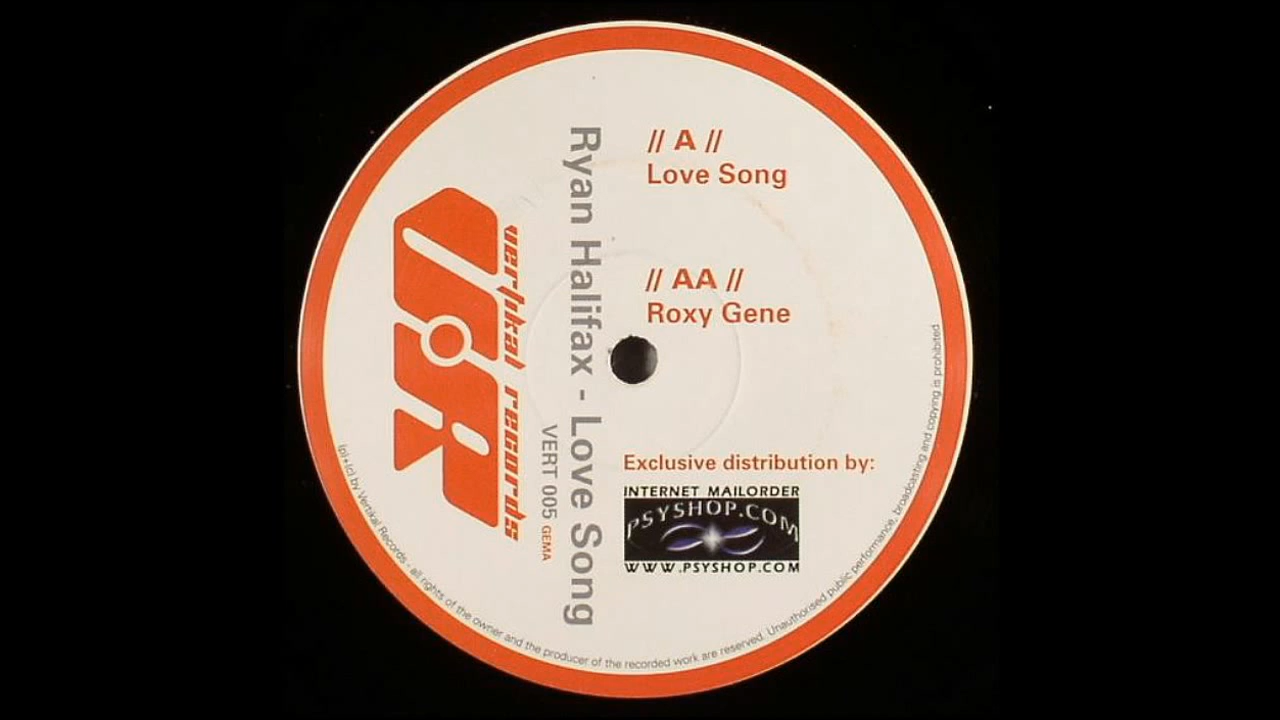 // A //
Love Song
// AA //
Roxy Gene
Ryan Halifax - Love Song
VERT 005 GEMA
vertikal records
Exclusive distribution by:
INTERNET MAILORDER
PSYSHOP.COM
WWW.PSYSHOP.COM
(p)+(c) by Vertikal Records - all rights of the owner and the producer of the recorded work are reserved. Unauthorised public performance, broadcasting and copying is prohibited.